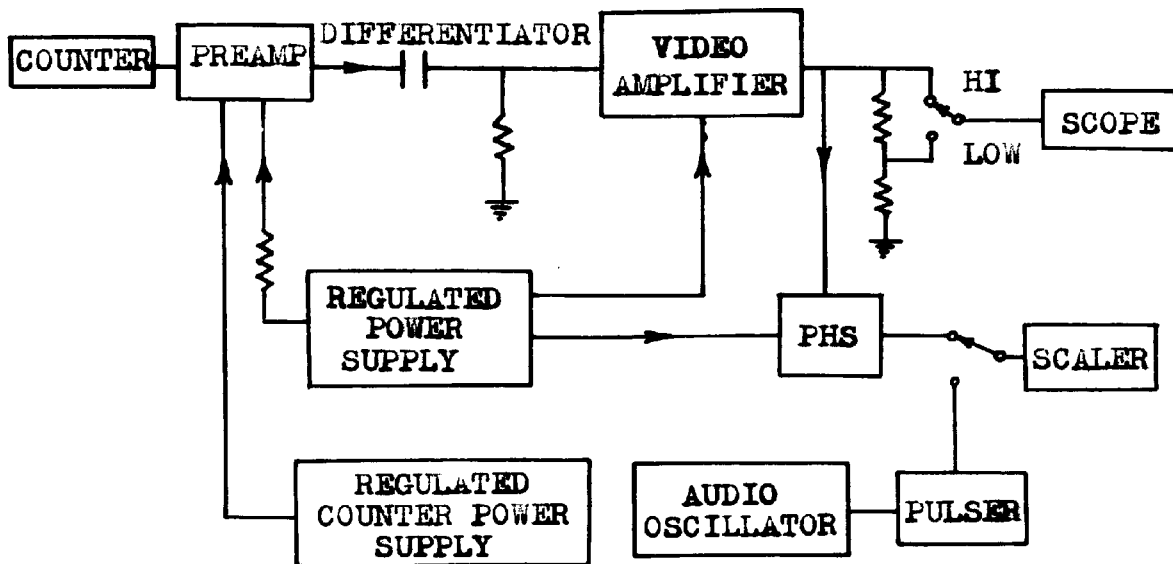 COUNTER
PREAMP
DIFFERENTIATOR
VIDEO
AMPLIFIER
HI
LOW
SCOPE
REGULATED
POWER
SUPPLY
PHS
SCALER
REGULATED
COUNTER POWER
SUPPLY
AUDIO
OSCILLATOR
PULSER